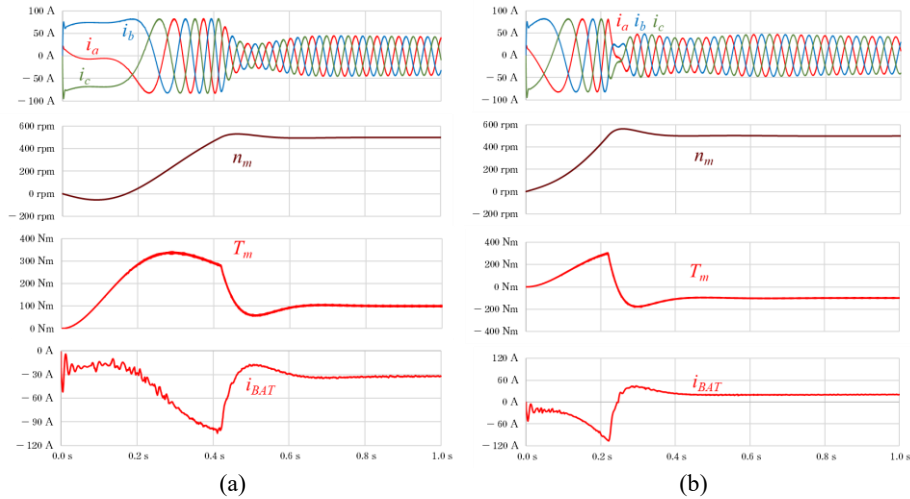 100 A
50 A
0 A
− 50 A
− 100 A
i_a
i_b
i_c
600 rpm
400 rpm
200 rpm
0 rpm
− 200 rpm
n_m
400 Nm
300 Nm
200 Nm
100 Nm
0 Nm
T_m
0 A
− 30 A
− 60 A
− 90 A
− 120 A
i_BAT
0.0 s 0.2 s 0.4 s 0.6 s 0.8 s 1.0 s
(a)
100 A
50 A
0 A
− 50 A
− 100 A
i_a i_b i_c
600 rpm
400 rpm
200 rpm
0 rpm
− 200 rpm
n_m
400 Nm
200 Nm
0 Nm
− 200 Nm
− 400 Nm
T_m
120 A
60 A
0 A
− 60 A
− 120 A
i_BAT
0.0 s 0.2 s 0.4 s 0.6 s 0.8 s 1.0 s
(b)